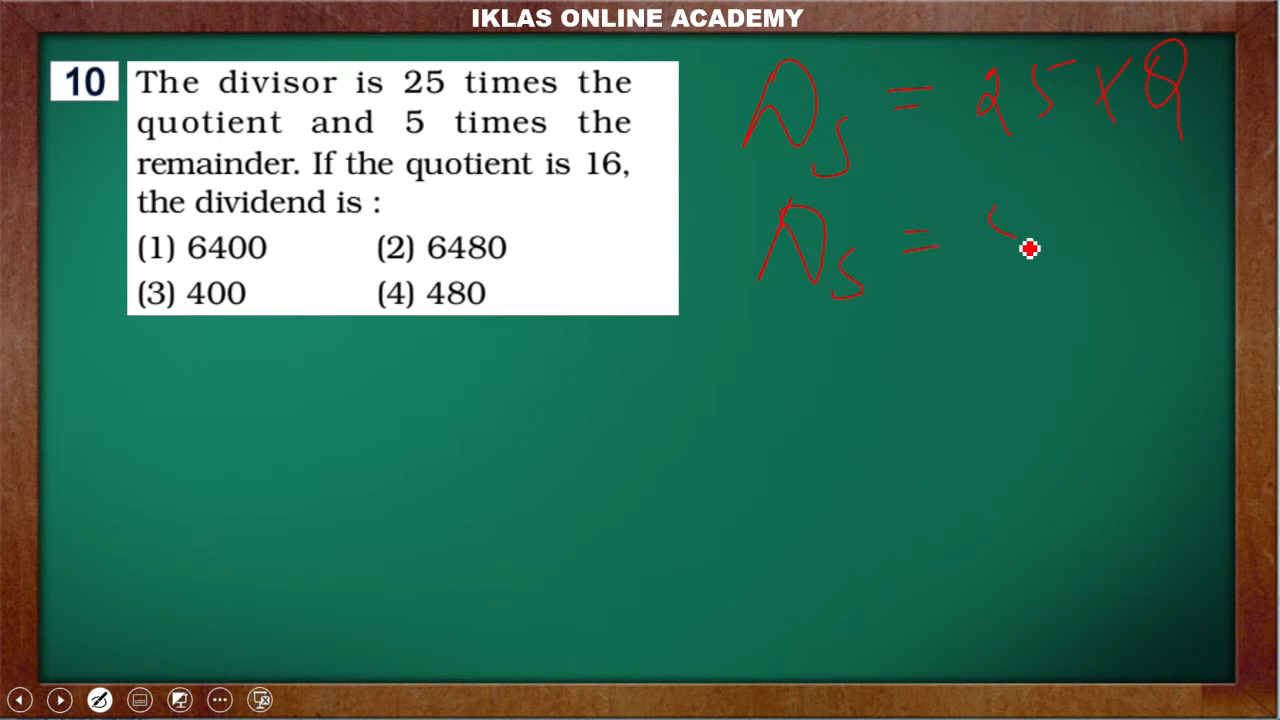 IKLAS ONLINE ACADEMY
10
The divisor is 25 times the
quotient and 5 times the
remainder. If the quotient is 16,
the dividend is :
(1) 6400 (2) 6480
(3) 400 (4) 480
Ds = 25 × Q
Ds =